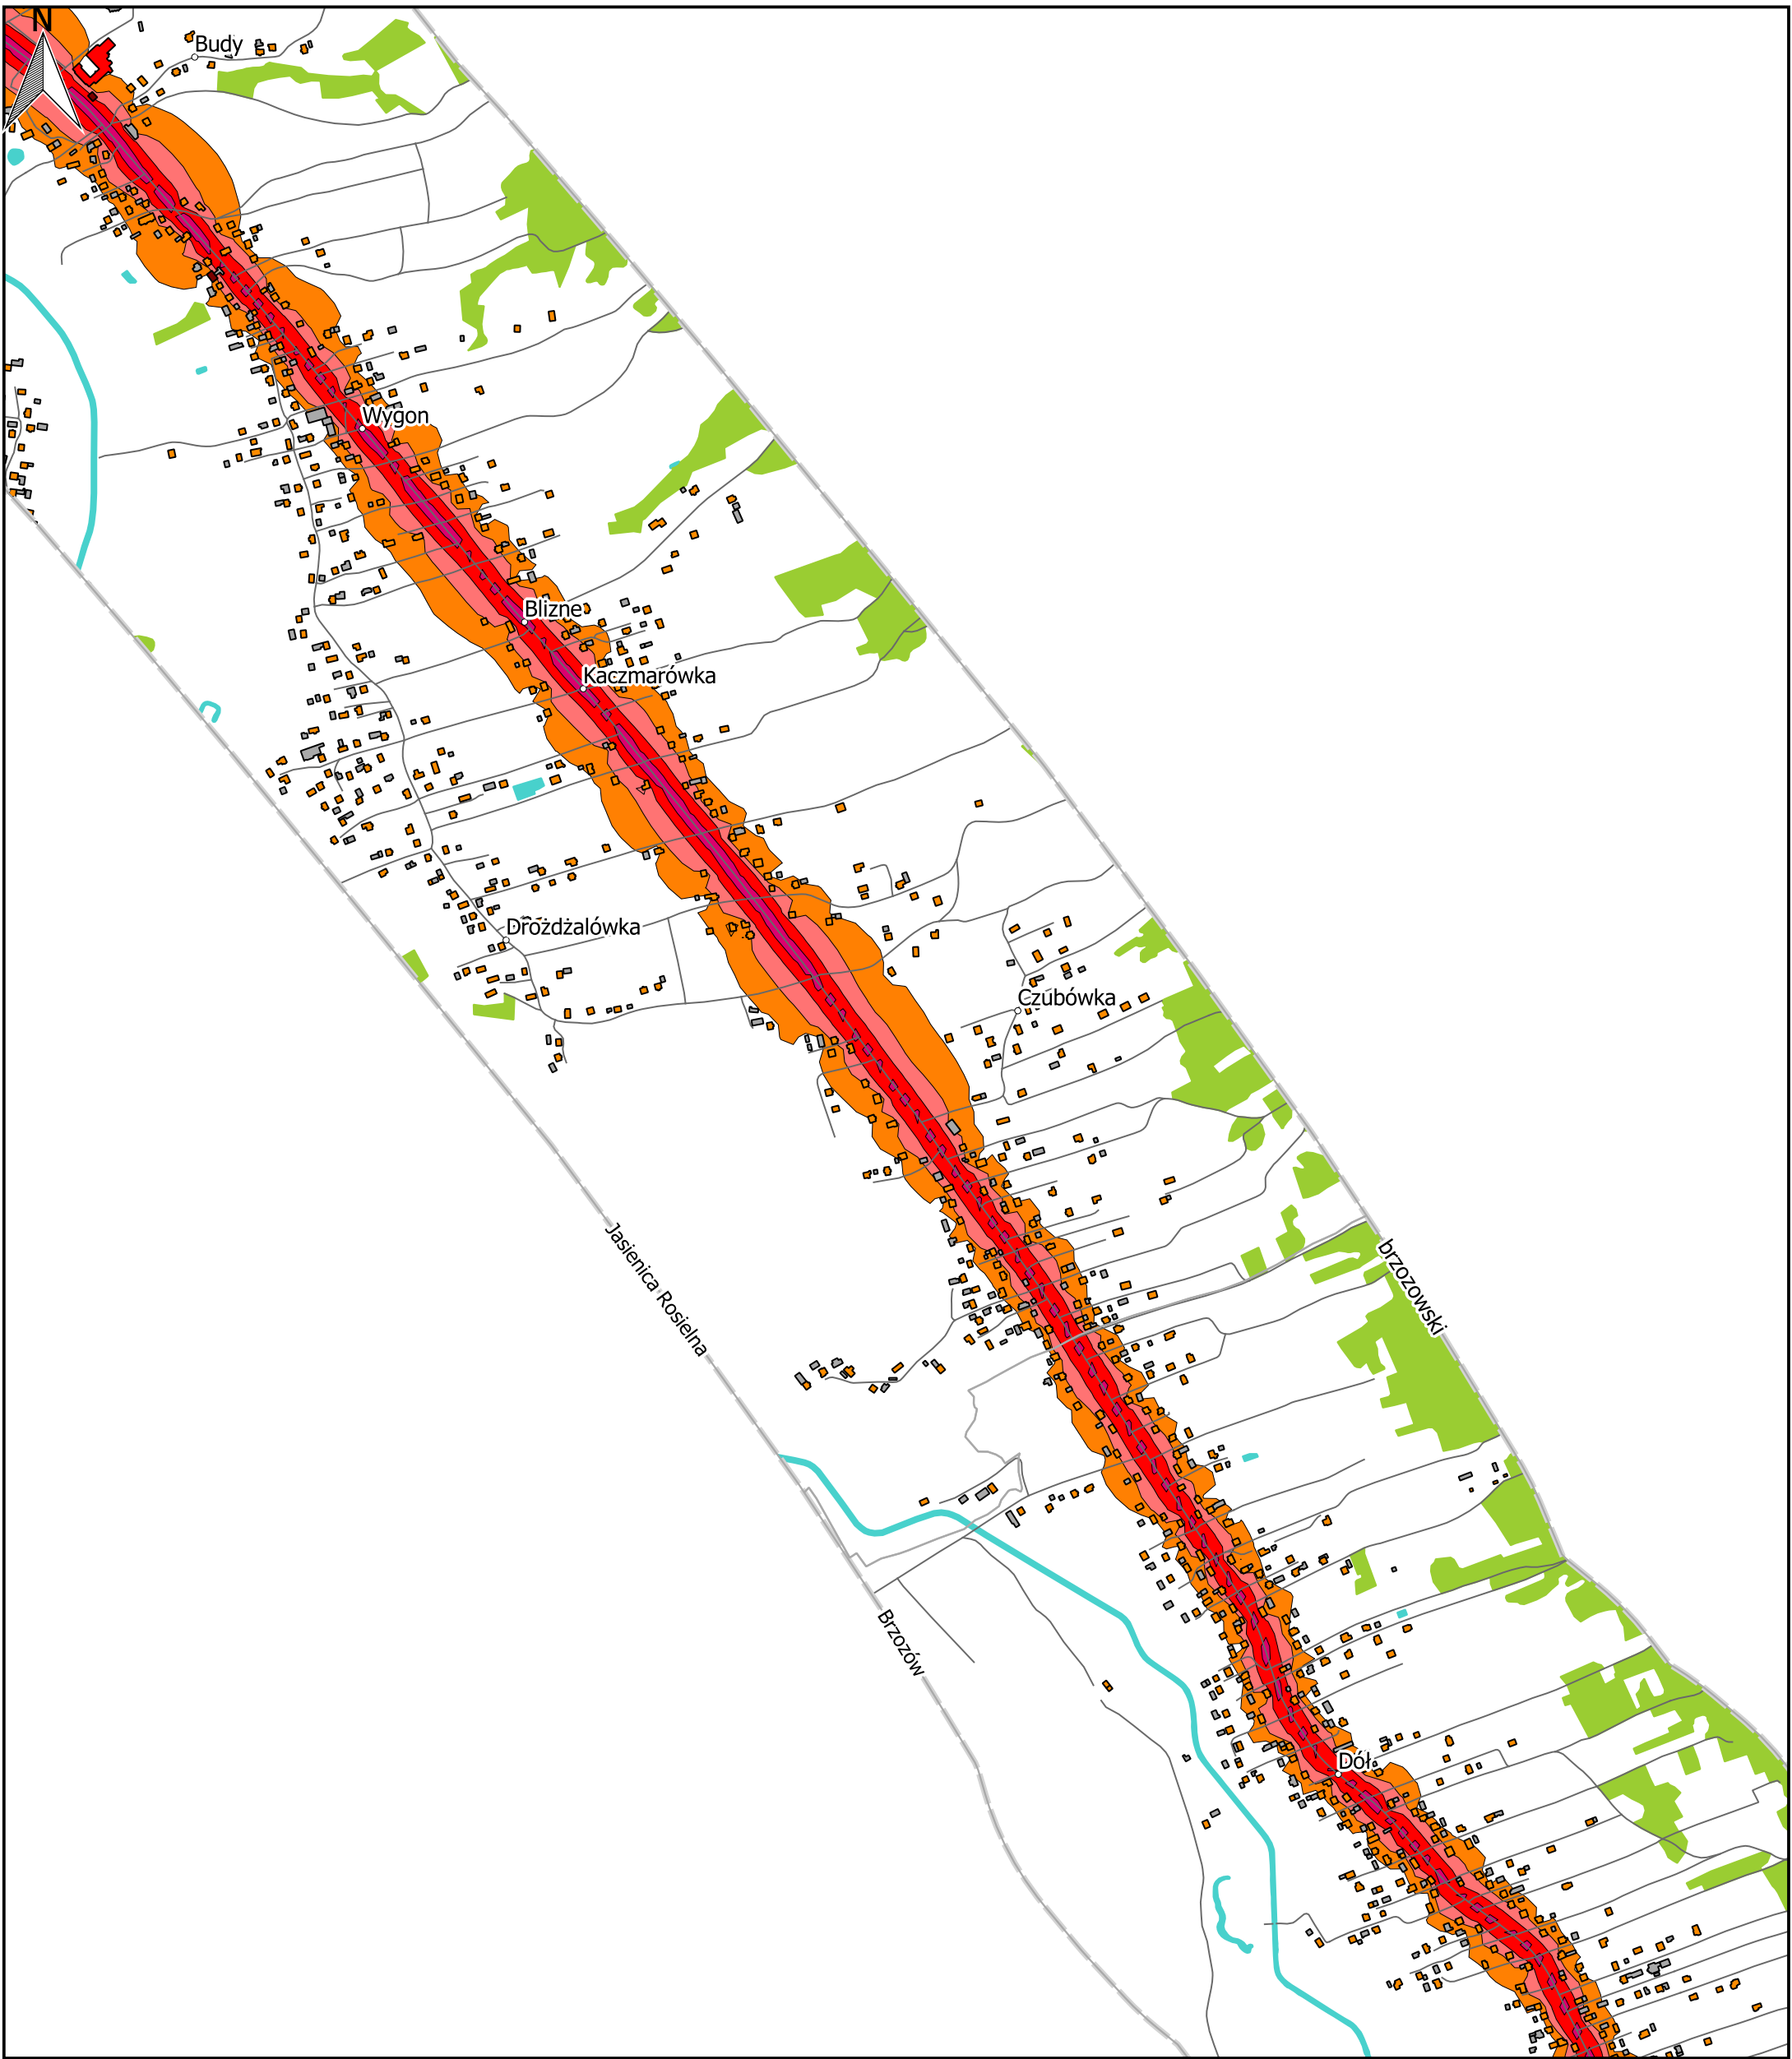 N
Budy
Wygon
Blizne
Kaczmarówka
Drożdżalówka
Czubówka
Jasienica Rosielna
brzozowski
Brzozów
Dół